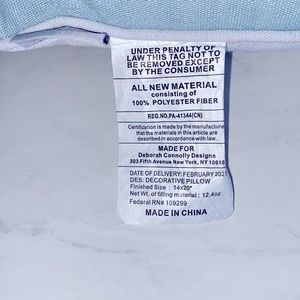 UNDER PENALTY OF
LAW THIS TAG NOT TO
BE REMOVED EXCEPT
BY THE CONSUMER
ALL NEW MATERIAL
consisting of
100% POLYESTER FIBER
REG.NO.PA-41344(CN)
Certification is made by the manufacture
that the materials in this article are
described in accordance with law.
MADE FOR
Deborah Connolly Designs
303 Fifth Avenue New York, NY 10016
DATE OF DELIVERY: FEBRUARY 2021
DES: DECORATIVE PILLOW
Finished Size : 14x20"
Net wt. of filling material : 12.4oz
Federal RN# 109299
MADE IN CHINA